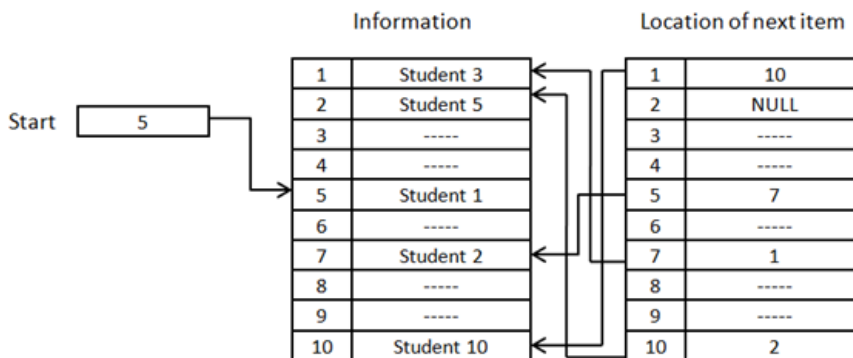 Information Location of next item
1 Student 3 1 10
2 Student 5 2 NULL
Start 5
3 ----- 3 -----
4 ----- 4 -----
5 Student 1 5 7
6 ----- 6 -----
7 Student 2 7 1
8 ----- 8 -----
9 ----- 9 -----
10 Student 10 10 2